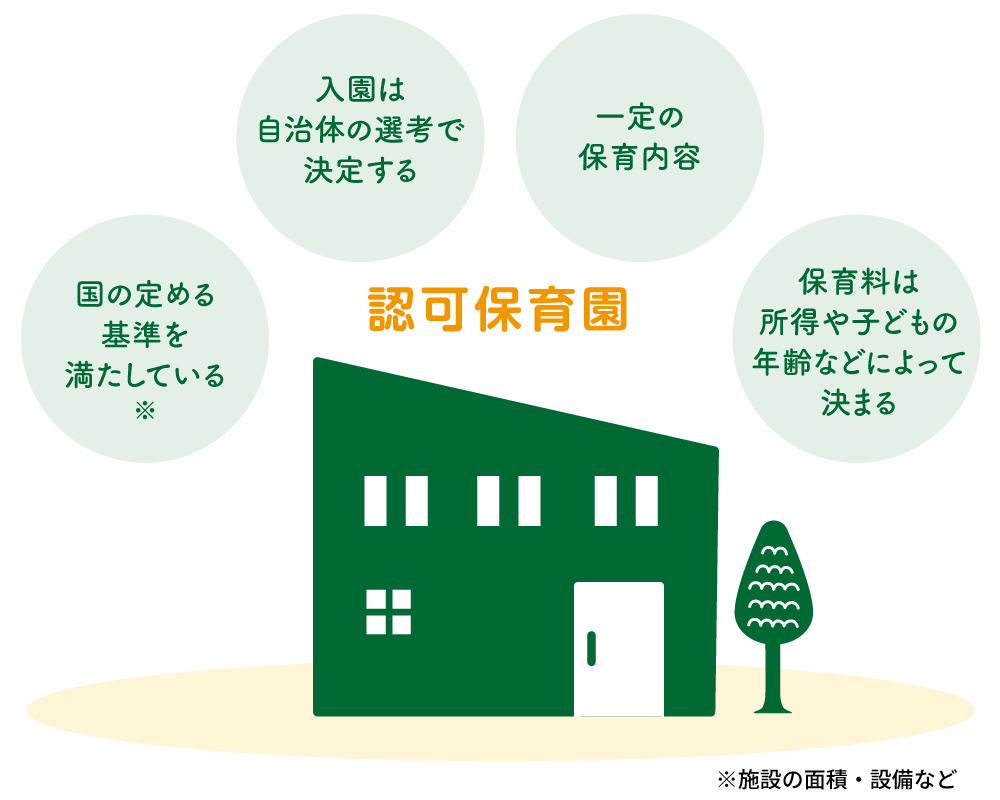 入園は
自治体の選考で
決定する
一定の
保育内容
国の定める
基準を
満たしている
※
認可保育園
保育料は
所得や子どもの
年齢などによって
決まる
※施設の面積・設備など